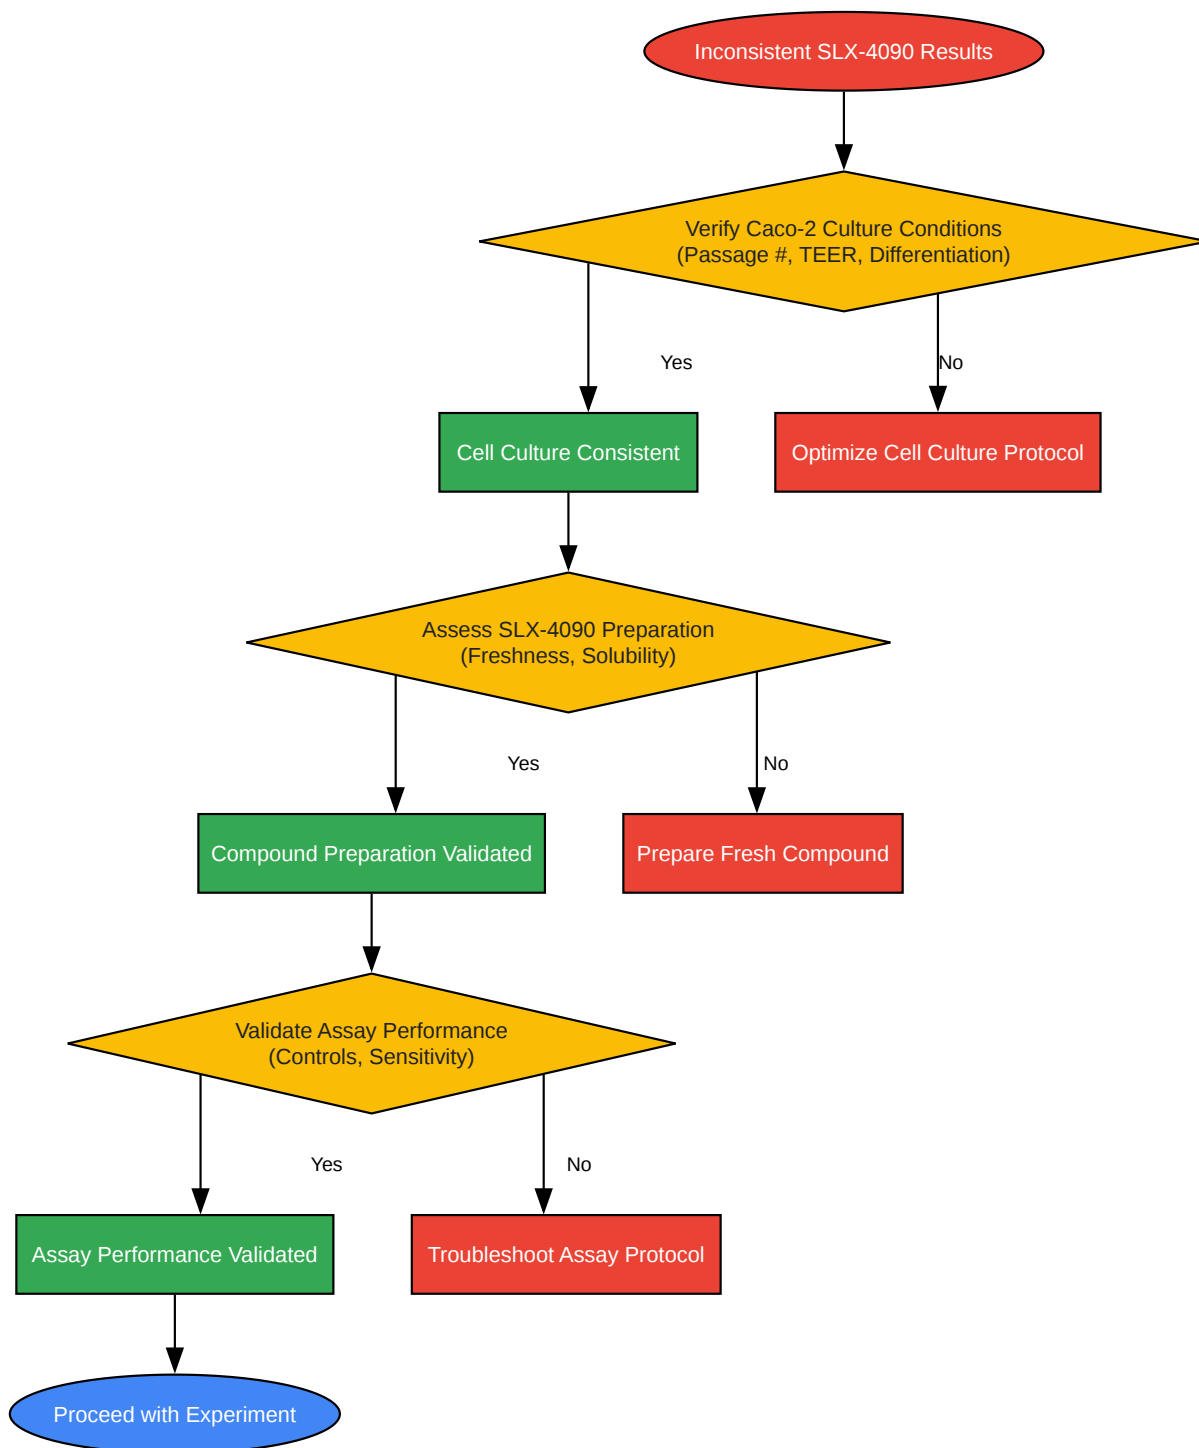 Inconsistent SLX-4090 Results
Verify Caco-2 Culture Conditions
(Passage #, TEER, Differentiation)
Yes
No
Cell Culture Consistent
Optimize Cell Culture Protocol
Assess SLX-4090 Preparation
(Freshness, Solubility)
Yes
No
Compound Preparation Validated
Prepare Fresh Compound
Validate Assay Performance
(Controls, Sensitivity)
Yes
No
Assay Performance Validated
Troubleshoot Assay Protocol
Proceed with Experiment